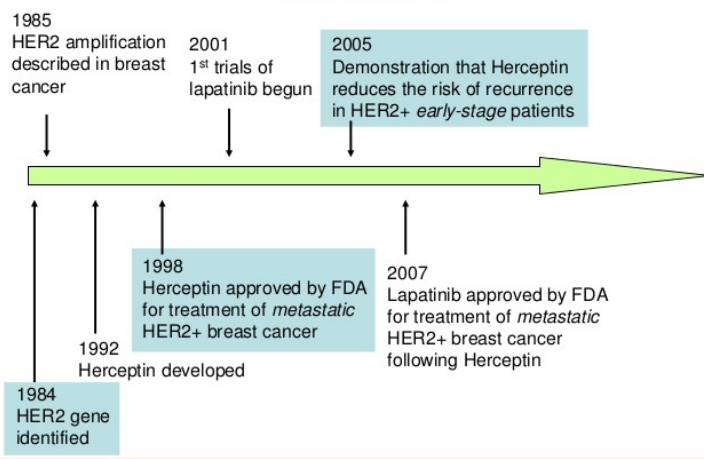 1985
HER2 amplification
described in breast
cancer
2001
1st trials of
lapatinib begun
2005
Demonstration that Herceptin
reduces the risk of recurrence
in HER2+ early-stage patients
1998
Herceptin approved by FDA
for treatment of metastatic
HER2+ breast cancer
2007
Lapatinib approved by FDA
for treatment of metastatic
HER2+ breast cancer
following Herceptin
1992
Herceptin developed
1984
HER2 gene
identified